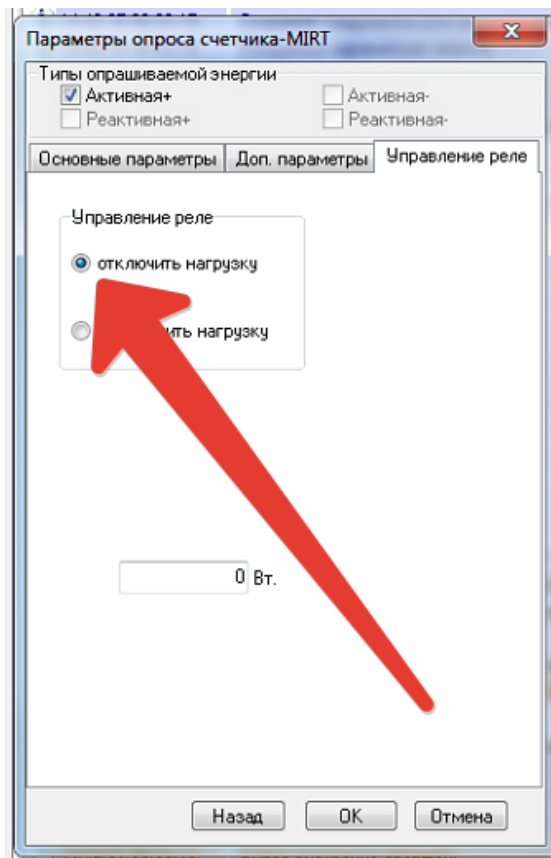 Параметры опроса счетчика-MIRT
Типы опрашиваемой энергии
Активная+ Активная-
Реактивная+ Реактивная-
Основные параметры Доп. параметры Управление реле
Управление реле
отключить нагрузку
нагрузку
0 Вт.
Назад OK Отмена